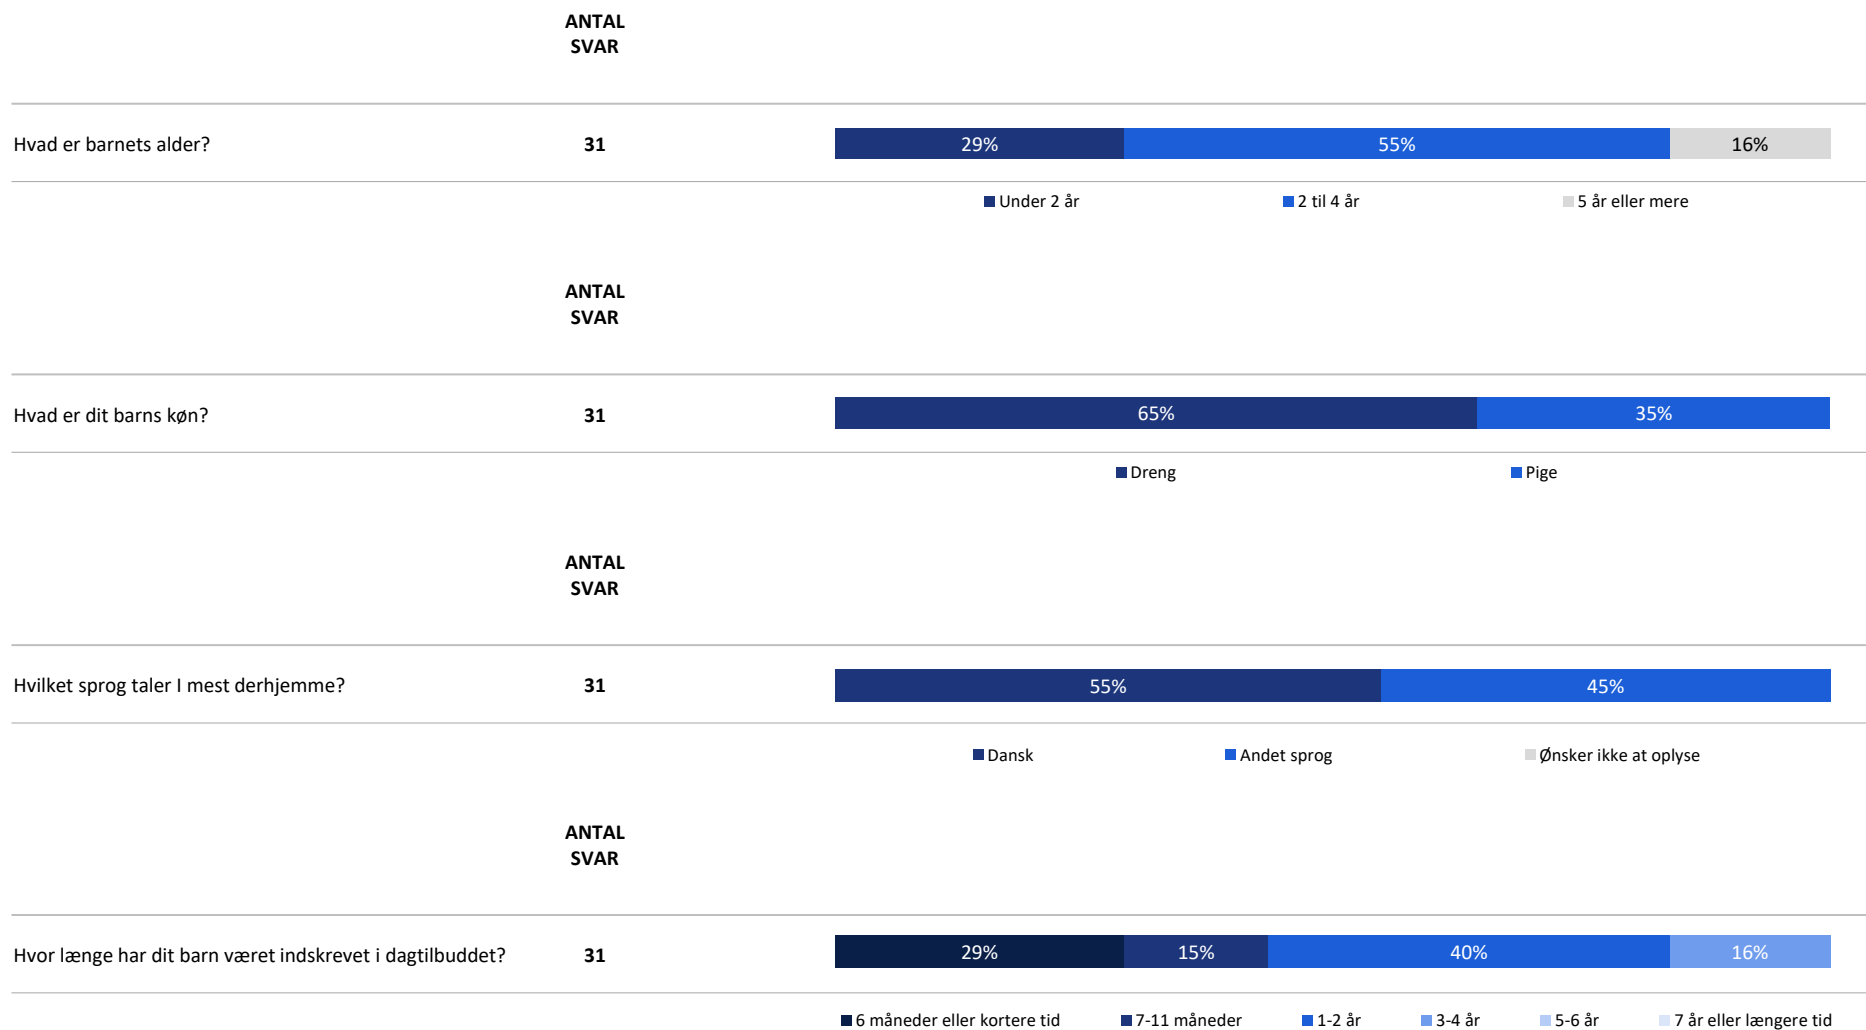 ANTAL
SVAR
Hvad er barnets alder? 31 29% 55% 16%
Under 2 år 2 til 4 år 5 år eller mere
ANTAL
SVAR
Hvad er dit barns køn? 31 65% 35%
Dreng Pige
ANTAL
SVAR
Hvilket sprog taler I mest derhjemme? 31 55% 45%
Dansk Andet sprog Ønsker ikke at oplyse
ANTAL
SVAR
Hvor længe har dit barn været indskrevet i dagtilbuddet? 31 29% 15% 40% 16%
6 måneder eller kortere tid 7-11 måneder 1-2 år 3-4 år 5-6 år 7 år eller længere tid